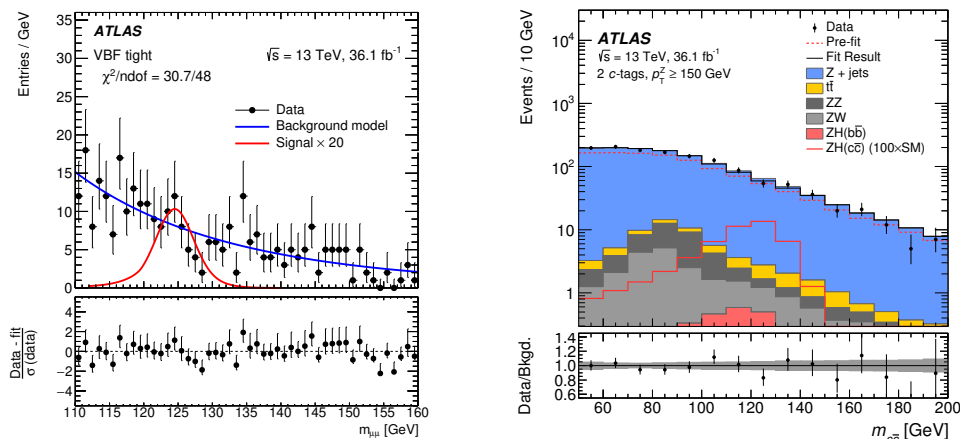 ATLAS
VBF tight
√s = 13 TeV, 36.1 fb⁻¹
χ²/ndof = 30.7/48
Data
Background model
Signal × 20
Entries / GeV
35
30
25
20
15
10
5
0
Data - fit
σ (data)
4
2
0
−2
−4
110 115 120 125 130 135 140 145 150 155 160
m_μμ [GeV]
ATLAS
√s = 13 TeV, 36.1 fb⁻¹
2 c-tags, p_T^Z ≥ 150 GeV
Data
Pre-fit
Fit Result
Z + jets
tt̄
ZZ
ZW
ZH(bb̄)
ZH(cc̄) (100×SM)
Events / 10 GeV
10⁴
10³
10²
10
1
Data/Bkgd.
1.4
1.2
1.0
0.8
0.6
60 80 100 120 140 160 180 200
m_cc̄ [GeV]